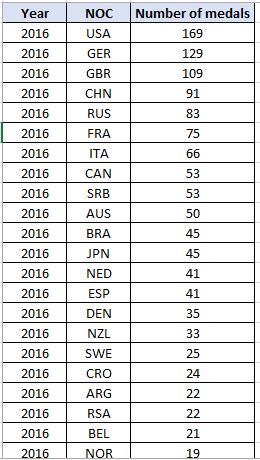 Year NOC Number of medals
2016 USA 169
2016 GER 129
2016 GBR 109
2016 CHN 91
2016 RUS 83
2016 FRA 75
2016 ITA 66
2016 CAN 53
2016 SRB 53
2016 AUS 50
2016 BRA 45
2016 JPN 45
2016 NED 41
2016 ESP 41
2016 DEN 35
2016 NZL 33
2016 SWE 25
2016 CRO 24
2016 ARG 22
2016 RSA 22
2016 BEL 21
2016 NOR 19